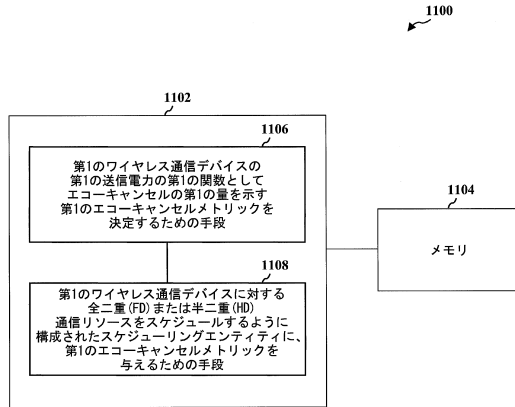 1100
1102
1106
第1のワイヤレス通信デバイスの
第1の送信電力の第1の関数として
エコーキャンセルの第1の量を示す
第1のエコーキャンセルメトリックを
決定するための手段
1104
メモリ
1108
第1のワイヤレス通信デバイスに対する
全二重(FD)または半二重(HD)
通信リソースをスケジュールするように
構成されたスケジューリングエンティティに、
第1のエコーキャンセルメトリックを
与えるための手段